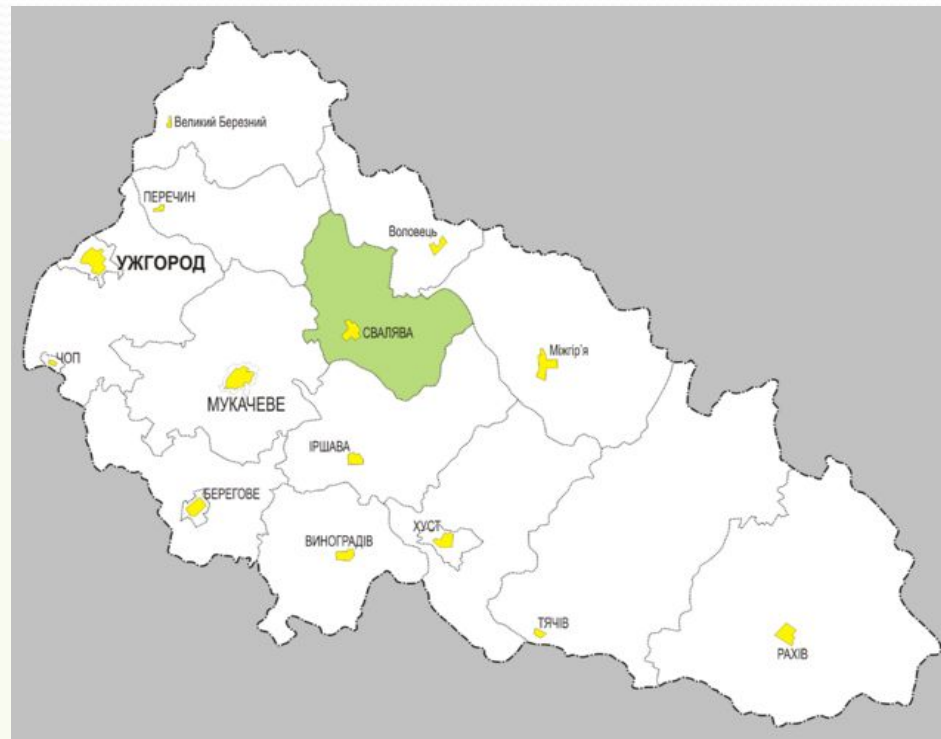 Великий Березний
ПЕРЕЧИН
Воловець
УЖГОРОД
СВАЛЯВА
Міжгір'я
ЧОП
МУКАЧЕВЕ
ІРШАВА
БЕРЕГОВЕ
ВИНОГРАДІВ
ХУСТ
ТЯЧІВ
РАХІВ